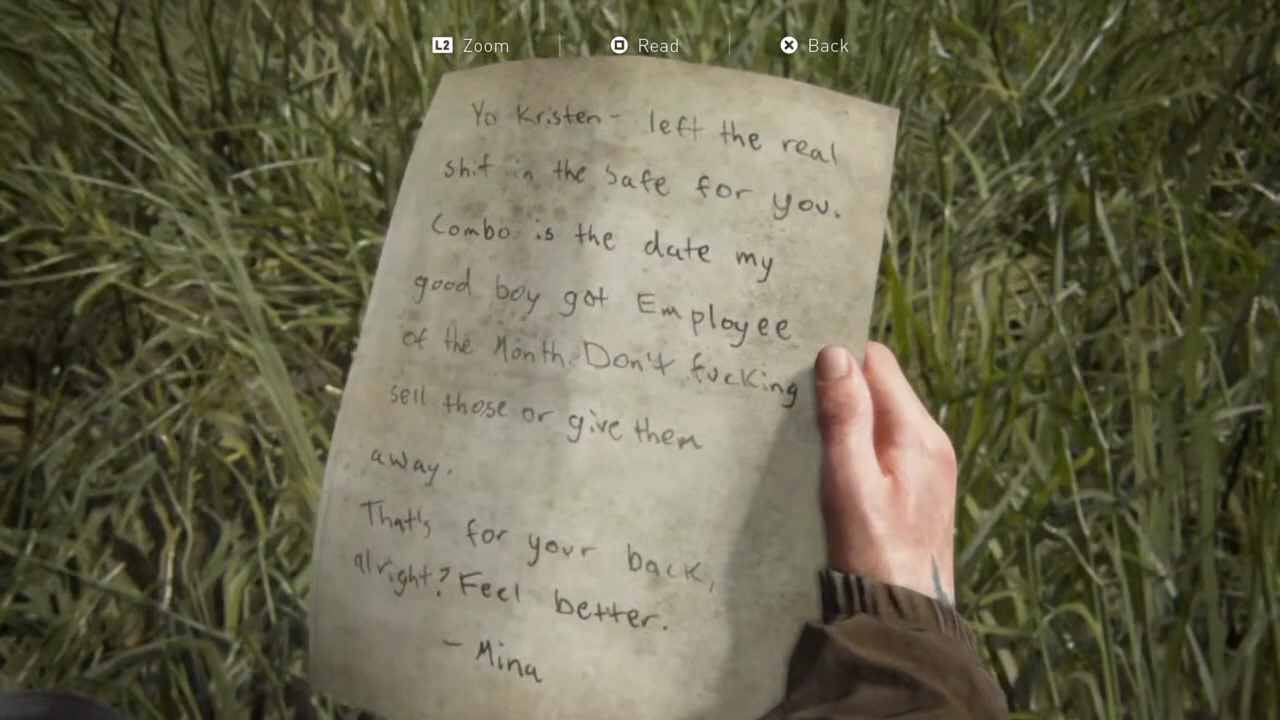 L2 Zoom | Read | Back
Yo Kristen - left the real
shit in the safe for you.
Combo is the date my
good boy got Employee
of the Month. Don't fucking
sell those or give them
away.
That's for your back,
alright? Feel better.
- Mina